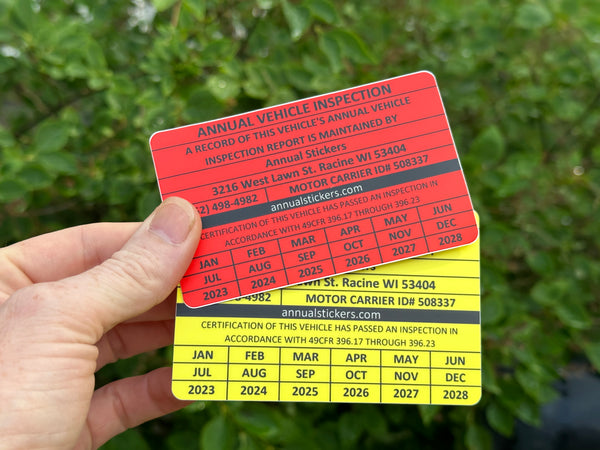 ANNUAL VEHICLE INSPECTION
A RECORD OF THIS VEHICLE'S ANNUAL VEHICLE
INSPECTION REPORT IS MAINTAINED BY
Annual Stickers
3216 West Lawn St. Racine WI 53404
2) 498-4982 MOTOR CARRIER ID# 508337
annualstickers.com
CERTIFICATION OF THIS VEHICLE HAS PASSED AN INSPECTION IN
ACCORDANCE WITH 49CFR 396.17 THROUGH 396.23
JAN FEB MAR APR MAY JUN
JUL AUG SEP OCT NOV DEC
2023 2024 2025 2026 2027 2028
St. Racine WI 53404
-4982 MOTOR CARRIER ID# 508337
annualstickers.com
CERTIFICATION OF THIS VEHICLE HAS PASSED AN INSPECTION IN
ACCORDANCE WITH 49CFR 396.17 THROUGH 396.23
JAN FEB MAR APR MAY JUN
JUL AUG SEP OCT NOV DEC
2023 2024 2025 2026 2027 2028